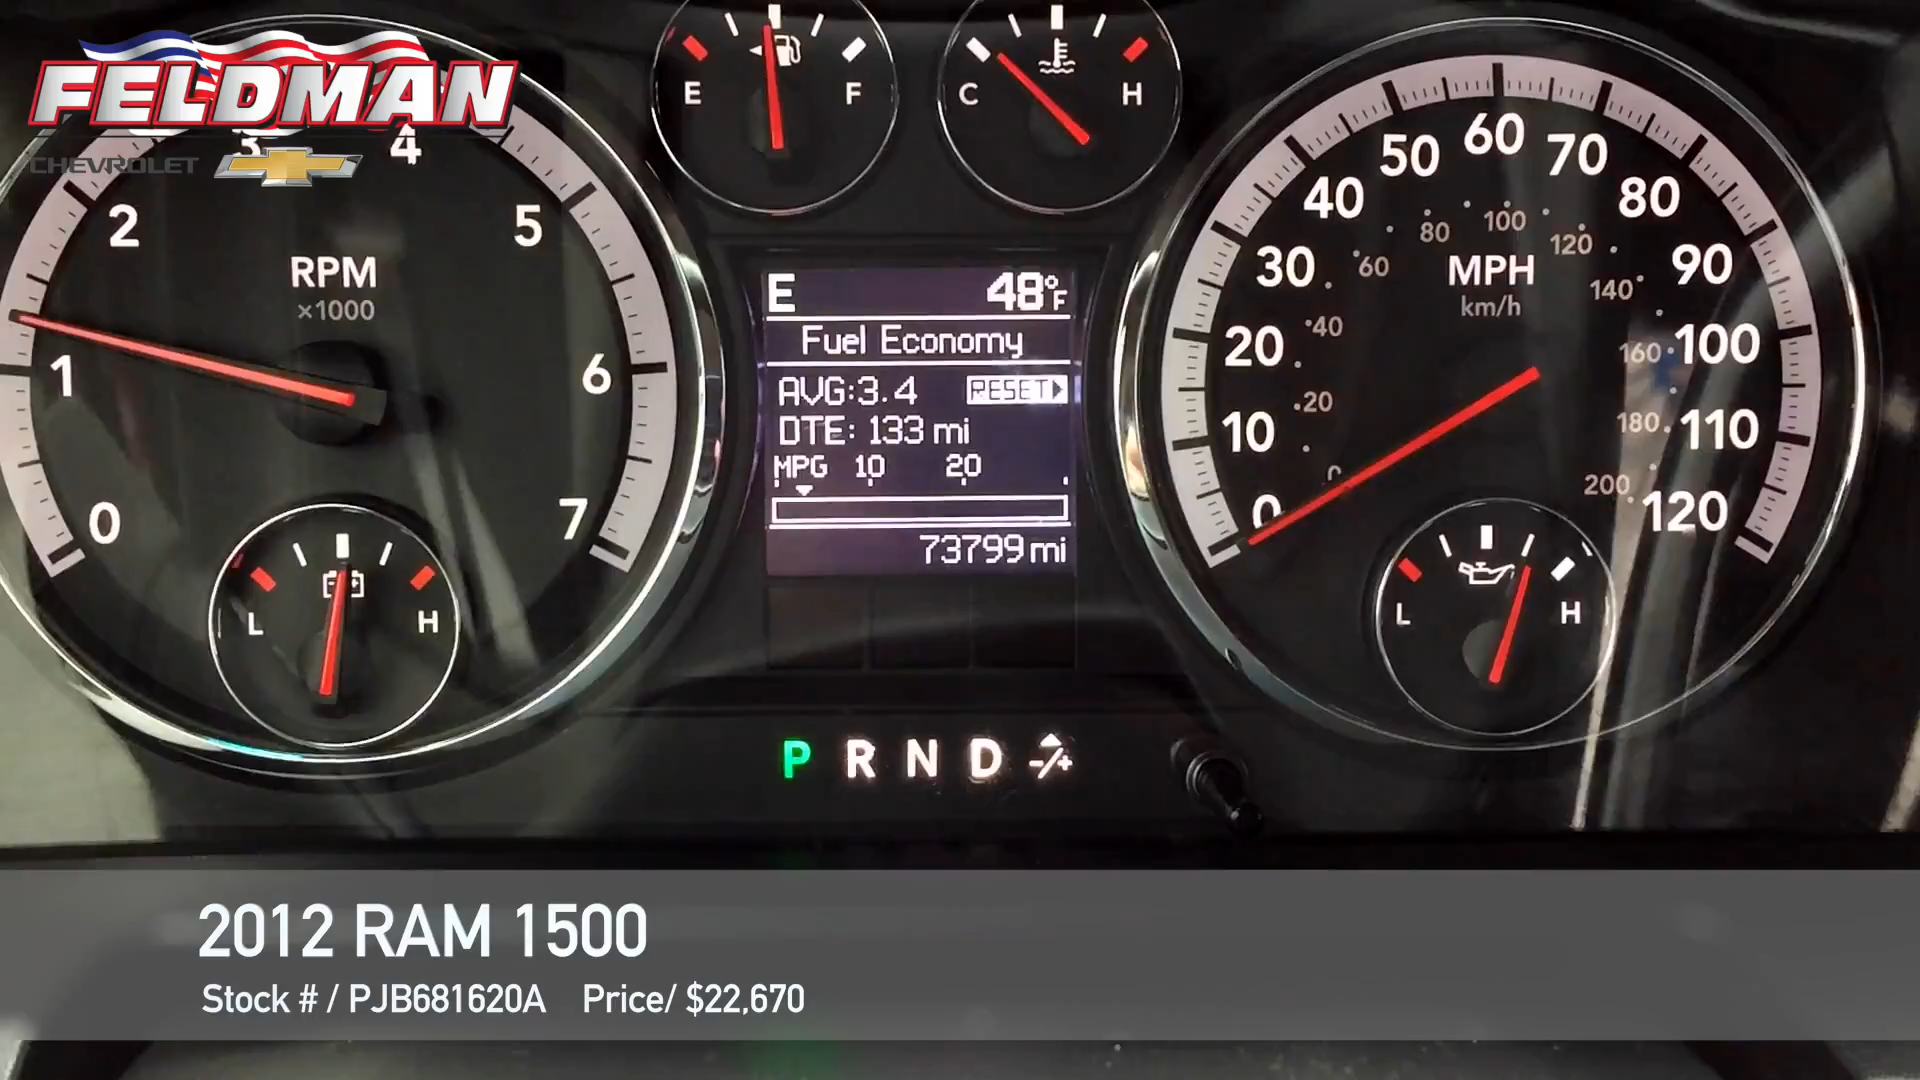 FELDMAN
CHEVROLET
0 1 2 3 4 5 6 7
RPM
×1000
L H
E F
C H
E 48°F
Fuel Economy
AVG:3.4 RESET
DTE: 133 mi
MPG 10 20
73799 mi
P R N D -/+
0 10 20 30 40 50 60 70 80 90 100 110 120
MPH
km/h
0 20 40 60 80 100 120 140 160 180 200
L H
2012 RAM 1500
Stock # / PJB681620A Price/ $22,670